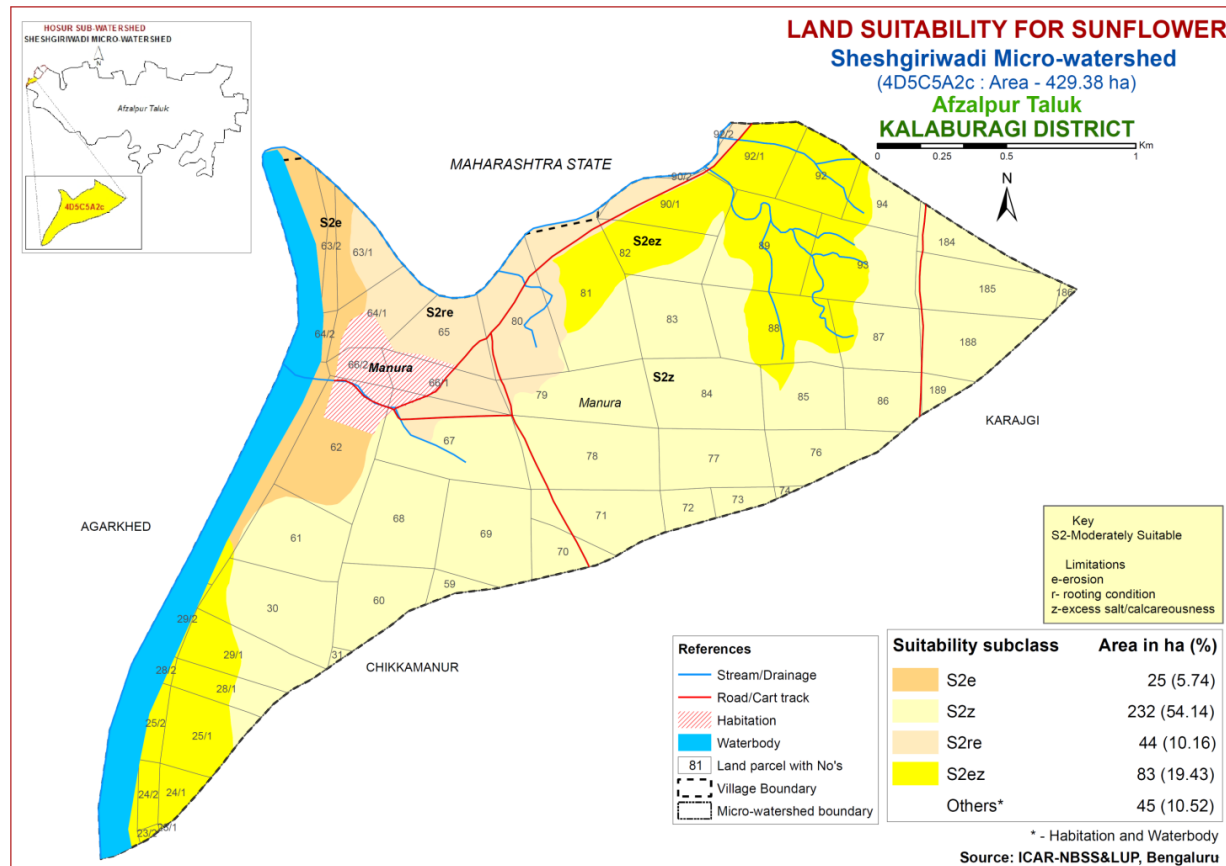 HOSUR SUB-WATERSHED
SHESHGIRIWADI MICRO-WATERSHED
N
Afzalpur Taluk
4D5C5A2c
LAND SUITABILITY FOR SUNFLOWER
Sheshgiriwadi Micro-watershed
(4D5C5A2c : Area - 429.38 ha)
Afzalpur Taluk
KALABURAGI DISTRICT
0 0.25 0.5 1 Km
N
MAHARASHTRA STATE
92/2
92/1
92
90/2
90/1
94
S2e
63/2
63/1
S2ez
82
89
93
184
81
185
186
64/1
S2re
64/2
65
80
83
88
87
188
66/2
Manura
66/1
S2z
79
Manura
84
85
86
189
KARAJGI
62
67
78
77
76
74
73
72
71
AGARKHED
68
69
70
61
59
60
30
29/2
29/1
31
CHIKKAMANUR
28/2
28/1
25/2
25/1
24/2
24/1
23/2
Key
S2-Moderately Suitable
Limitations
e-erosion
r- rooting condition
z-excess salt/calcareousness
References
Stream/Drainage
Road/Cart track
Habitation
Waterbody
81 Land parcel with No's
Village Boundary
Micro-watershed boundary
Suitability subclass Area in ha (%)
S2e 25 (5.74)
S2z 232 (54.14)
S2re 44 (10.16)
S2ez 83 (19.43)
Others* 45 (10.52)
* - Habitation and Waterbody
Source: ICAR-NBSS&LUP, Bengaluru